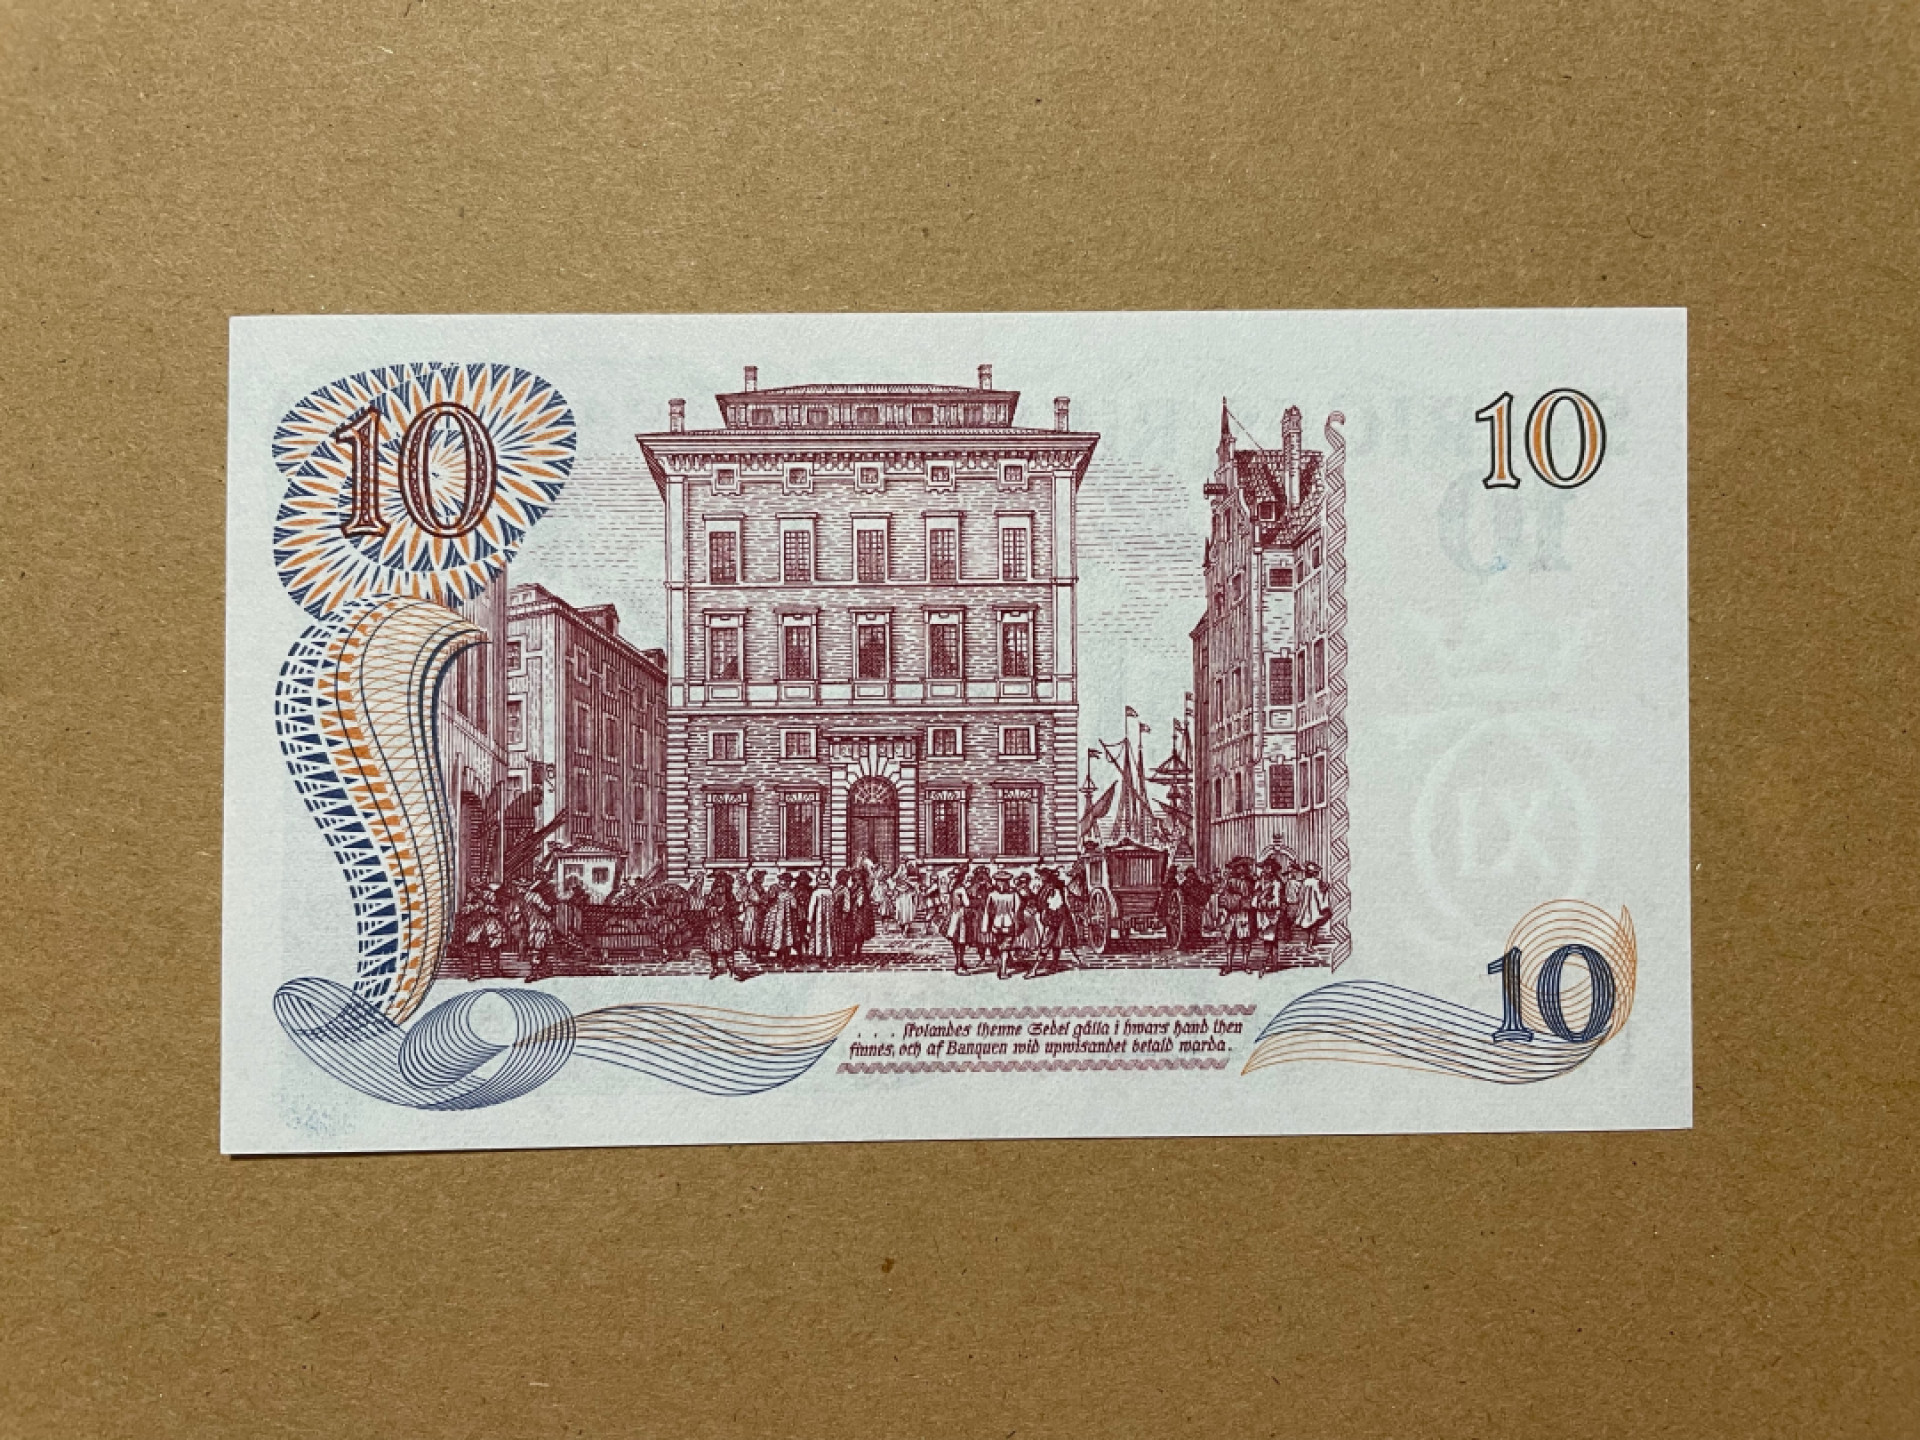 10
10
. . . skolandes thenne Sedel gälla i hwars hand then
finnes, och af Banquen wid upwisandet betald warda.
10